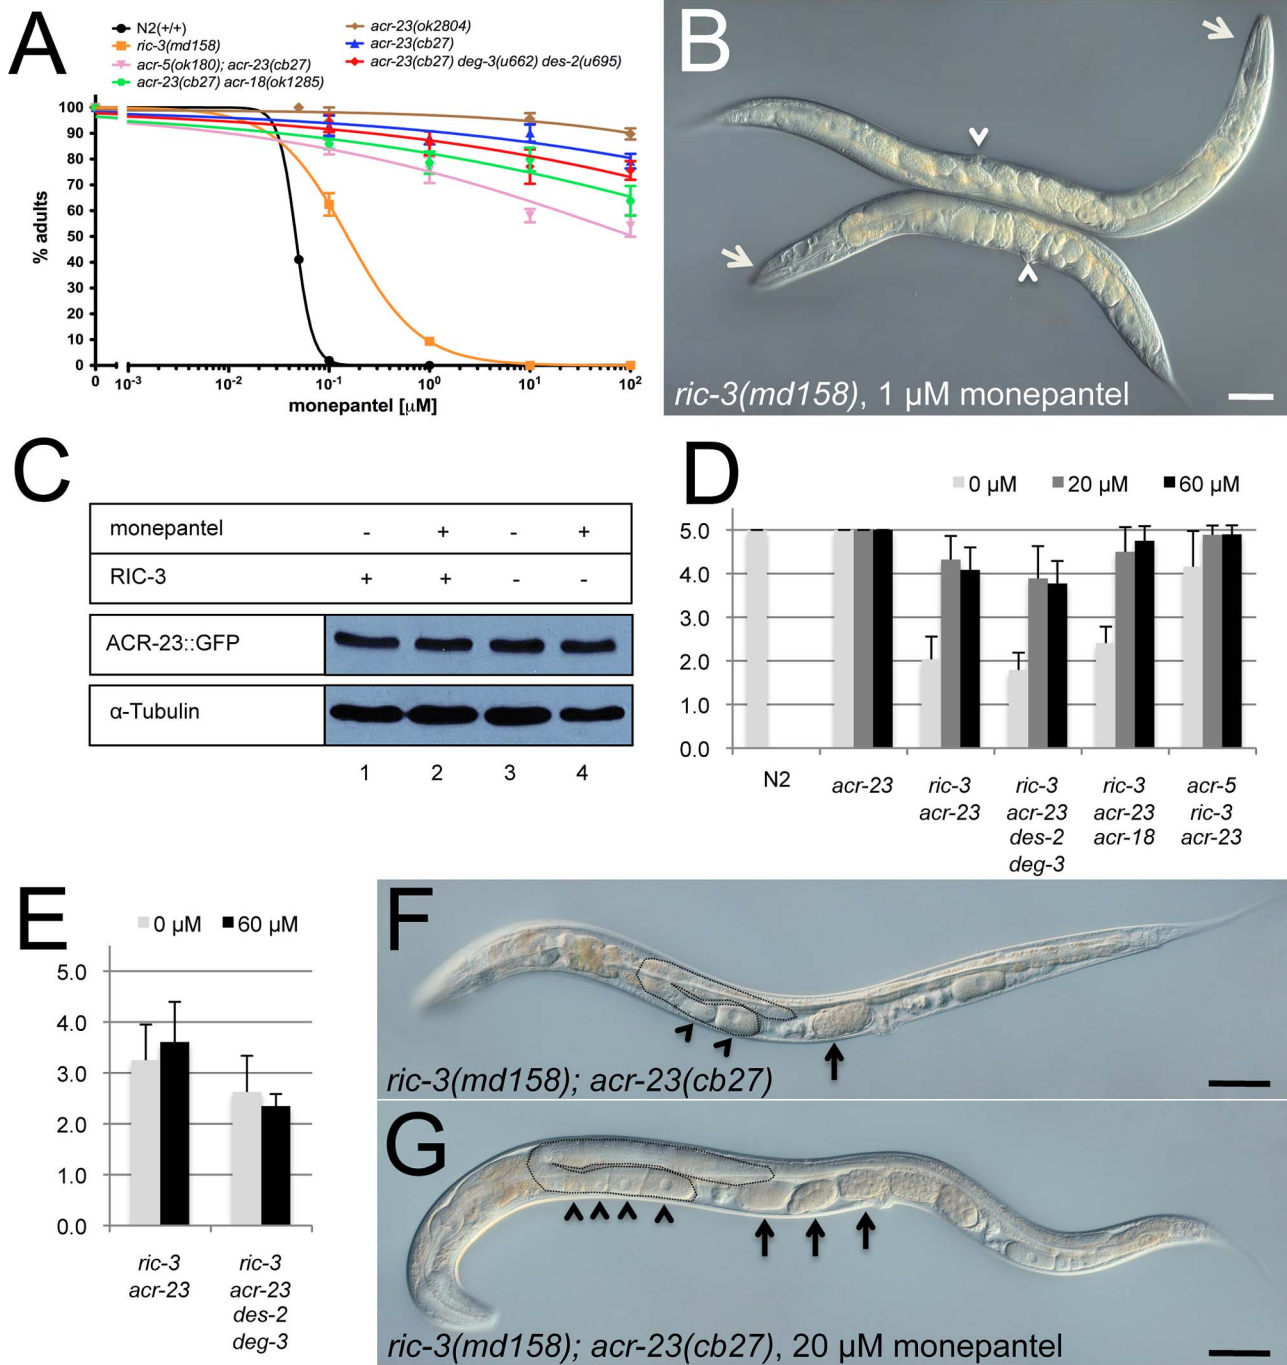 A
N2(+/+)
ric-3(md158)
acr-5(ok180); acr-23(cb27)
acr-23(cb27) acr-18(ok1285)
acr-23(ok2804)
acr-23(cb27)
acr-23(cb27) deg-3(u662) des-2(u695)
100
90
80
70
60
50
40
30
20
10
0
% adults
0 10⁻³ 10⁻² 10⁻¹ 10⁰ 10¹ 10²
monepantel [µM]
B
ric-3(md158), 1 µM monepantel
C
monepantel - + - +
RIC-3 + + - -
ACR-23::GFP
α-Tubulin
1 2 3 4
D
0 µM 20 µM 60 µM
5.0
4.0
3.0
2.0
1.0
0.0
N2 acr-23 ric-3 ric-3 ric-3 acr-5
acr-23 acr-23 acr-23 ric-3
des-2 acr-18 acr-23
deg-3
E
0 µM 60 µM
5.0
4.0
3.0
2.0
1.0
0.0
ric-3 ric-3
acr-23 acr-23
des-2
deg-3
F
ric-3(md158); acr-23(cb27)
G
ric-3(md158); acr-23(cb27), 20 µM monepantel